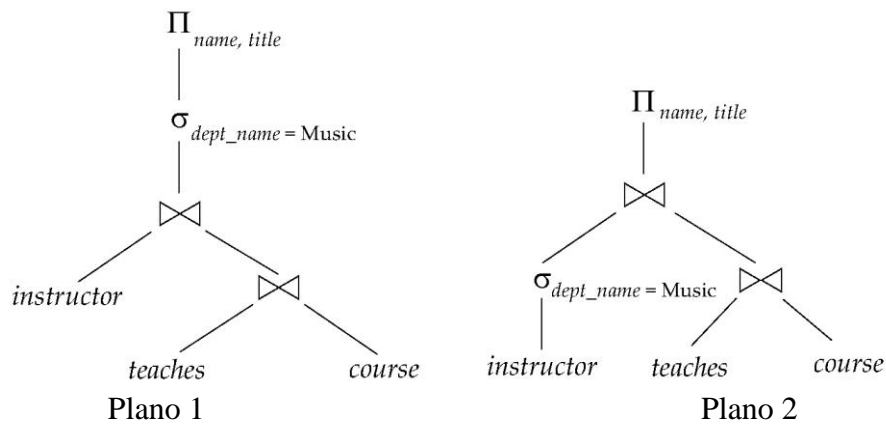 Π name, title
σ dept_name = Music
⋈
instructor
⋈
teaches
course
Plano 1
Π name, title
⋈
σ dept_name = Music
⋈
instructor
teaches
course
Plano 2